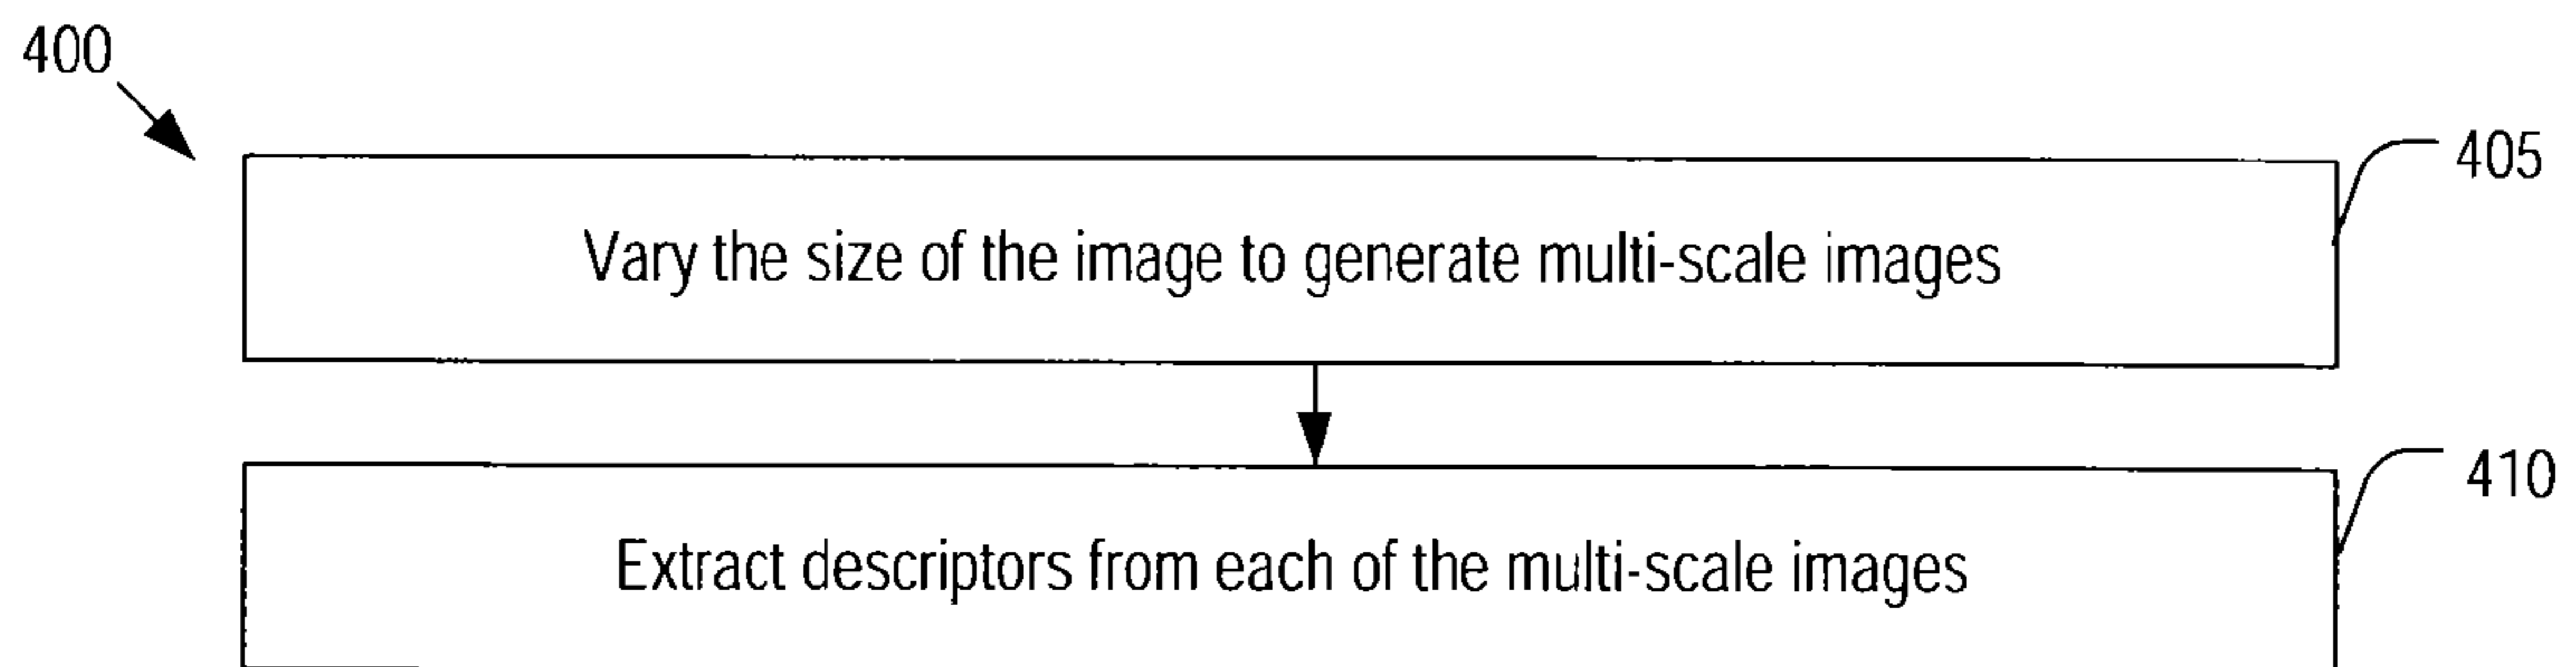 400
405
Vary the size of the image to generate multi-scale images
410
Extract descriptors from each of the multi-scale images